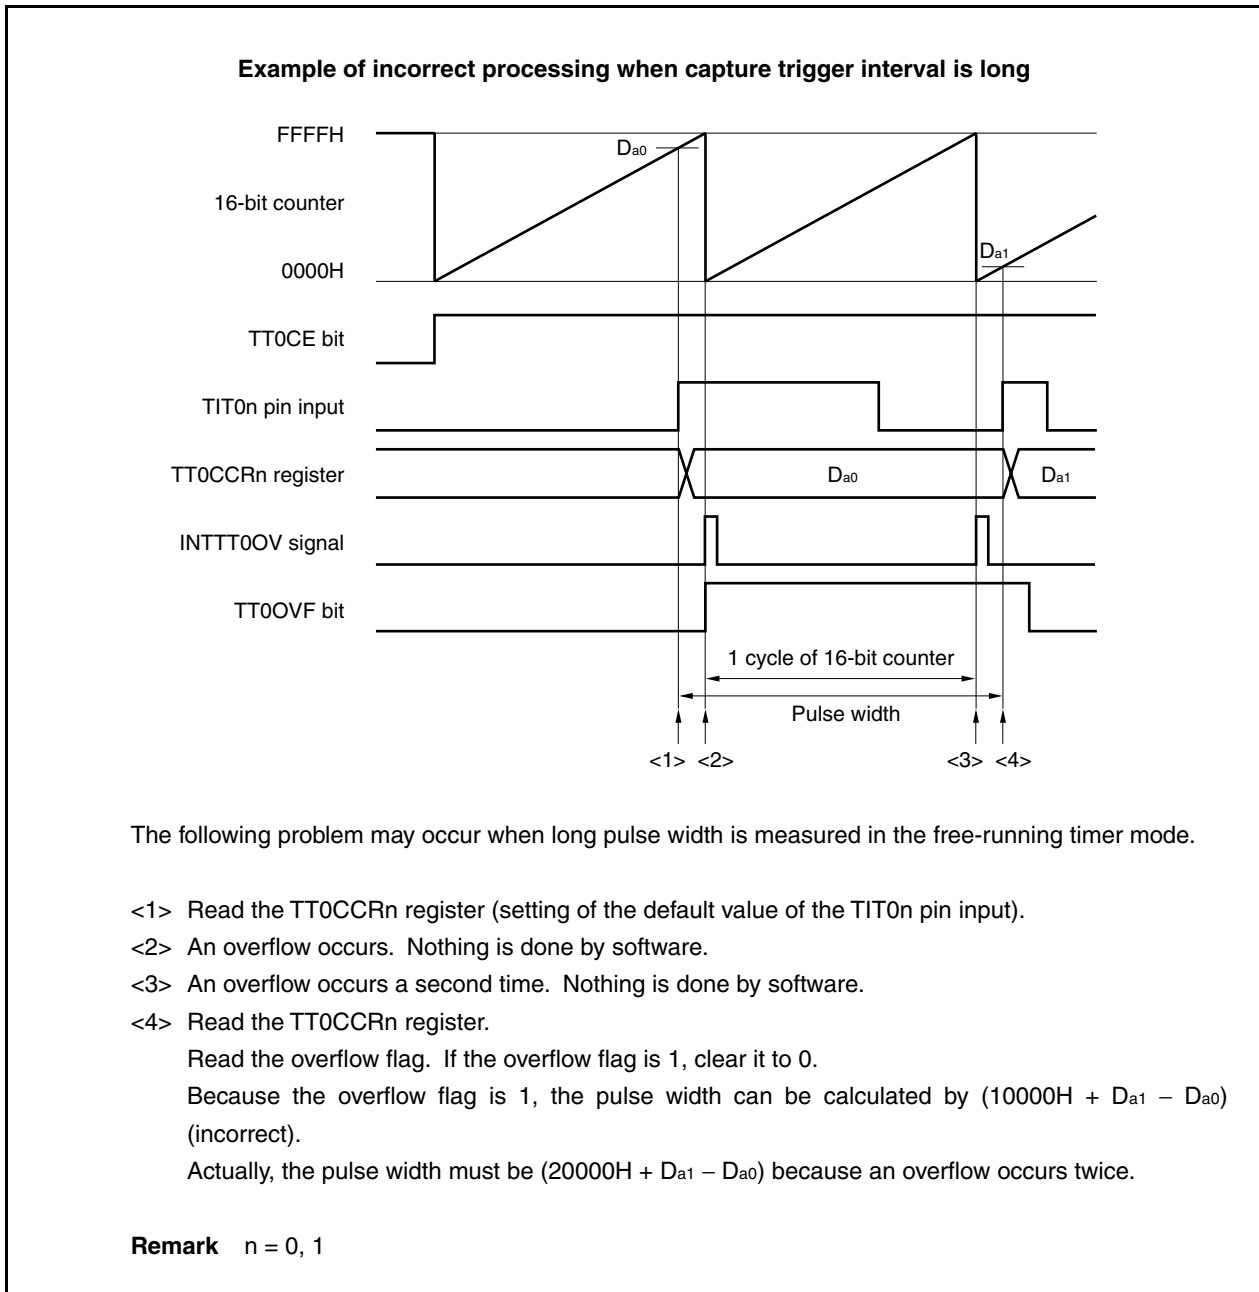 Example of incorrect processing when capture trigger interval is long
FFFFH
Da0
16-bit counter
Da1
0000H
TT0CE bit
TIT0n pin input
TT0CCRn register
Da0
Da1
INTTT0OV signal
TT0OVF bit
1 cycle of 16-bit counter
Pulse width
<1> <2> <3> <4>
The following problem may occur when long pulse width is measured in the free-running timer mode.
<1> Read the TT0CCRn register (setting of the default value of the TIT0n pin input).
<2> An overflow occurs. Nothing is done by software.
<3> An overflow occurs a second time. Nothing is done by software.
<4> Read the TT0CCRn register.
Read the overflow flag. If the overflow flag is 1, clear it to 0.
Because the overflow flag is 1, the pulse width can be calculated by (10000H + Da1 − Da0)
(incorrect).
Actually, the pulse width must be (20000H + Da1 − Da0) because an overflow occurs twice.
Remark n = 0, 1